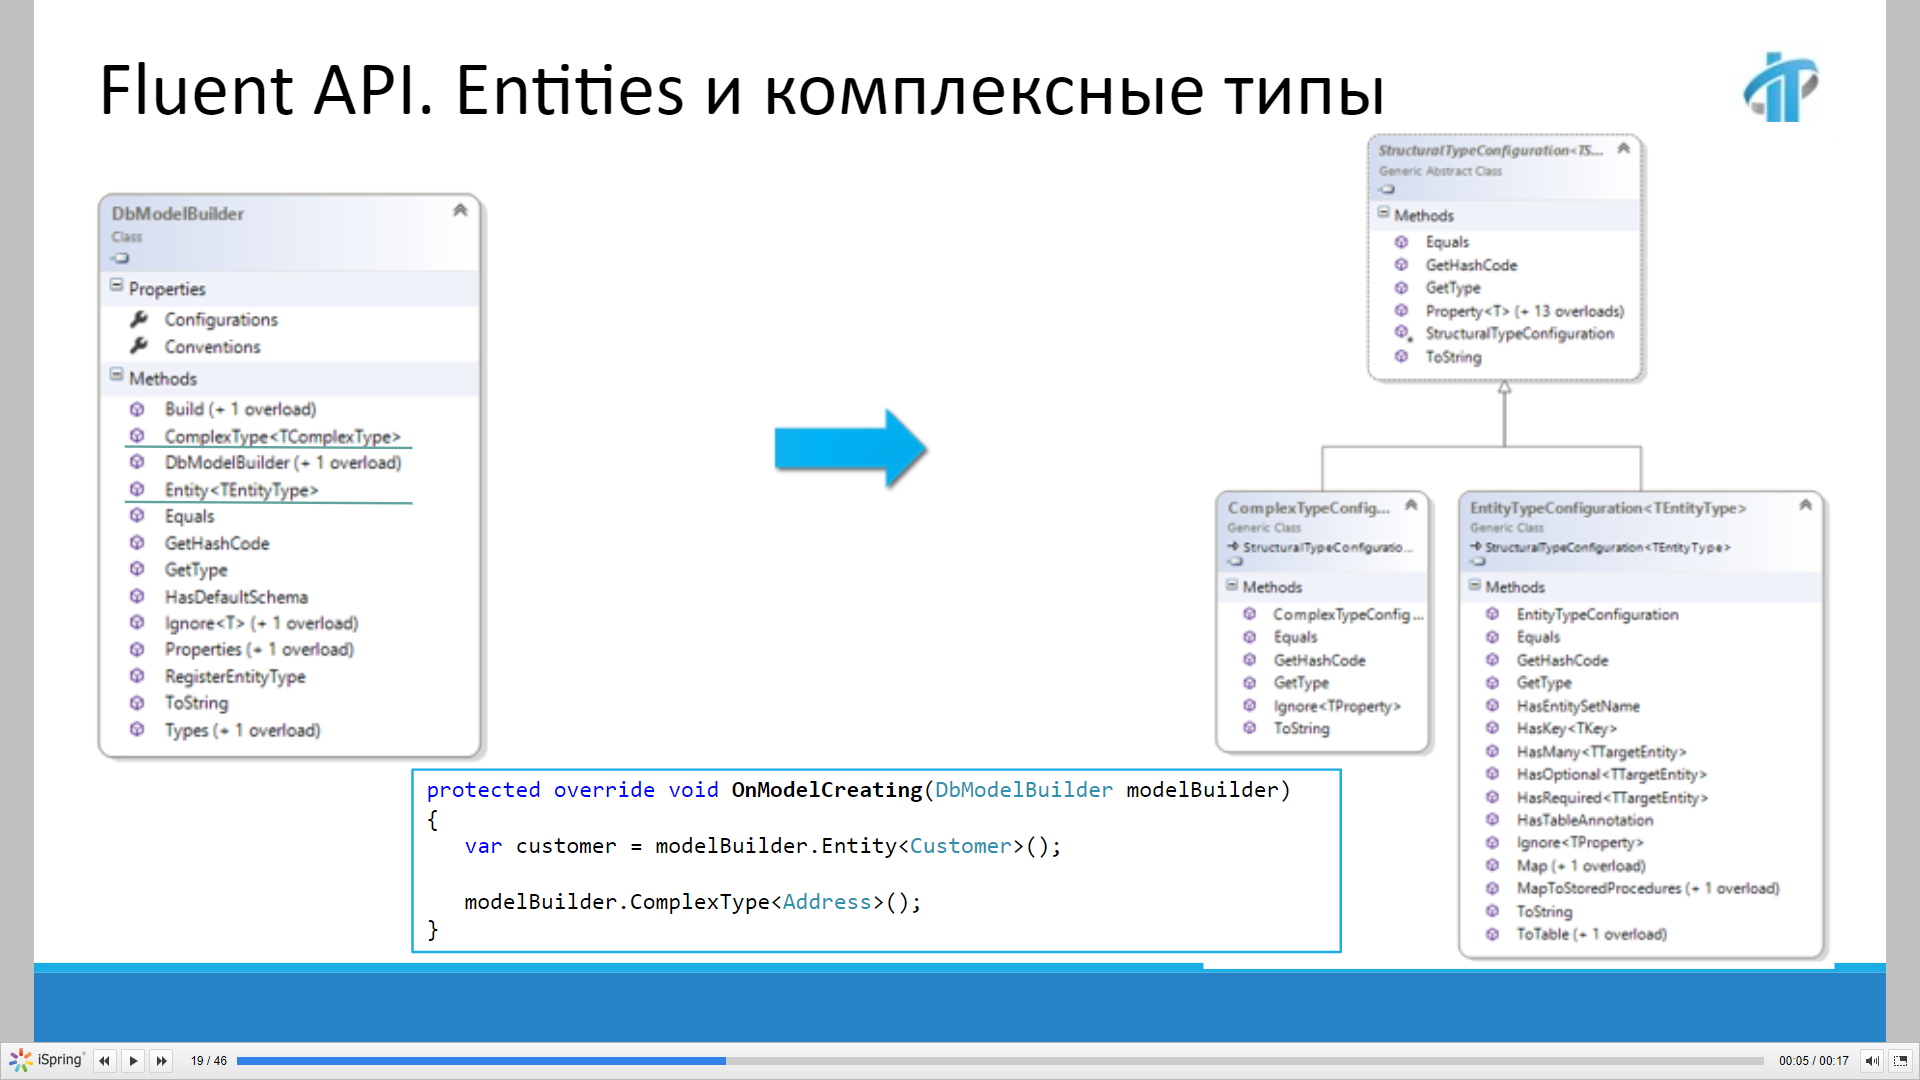 Fluent API. Entities и комплексные типы
DbModelBuilder
Class
Properties
Configurations
Conventions
Methods
Build (+ 1 overload)
ComplexType<TComplexType>
DbModelBuilder (+ 1 overload)
Entity<TEntityType>
Equals
GetHashCode
GetType
HasDefaultSchema
Ignore<T> (+ 1 overload)
Properties (+ 1 overload)
RegisterEntityType
ToString
Types (+ 1 overload)
StructuralTypeConfiguration<TS...
Generic Abstract Class
Methods
Equals
GetHashCode
GetType
Property<T> (+ 13 overloads)
StructuralTypeConfiguration
ToString
ComplexTypeConfig...
Generic Class
StructuralTypeConfiguratio...
Methods
ComplexTypeConfig...
Equals
GetHashCode
GetType
Ignore<TProperty>
ToString
EntityTypeConfiguration<TEntityType>
Generic Class
StructuralTypeConfiguration<TEntityType>
Methods
EntityTypeConfiguration
Equals
GetHashCode
GetType
HasEntitySetName
HasKey<TKey>
HasMany<TTargetEntity>
HasOptional<TTargetEntity>
HasRequired<TTargetEntity>
HasTableAnnotation
Ignore<TProperty>
Map (+ 1 overload)
MapToStoredProcedures (+ 1 overload)
ToString
ToTable (+ 1 overload)
protected override void OnModelCreating(DbModelBuilder modelBuilder)
{
var customer = modelBuilder.Entity<Customer>();
modelBuilder.ComplexType<Address>();
}
iSpring
19 / 46
00:05 / 00:17